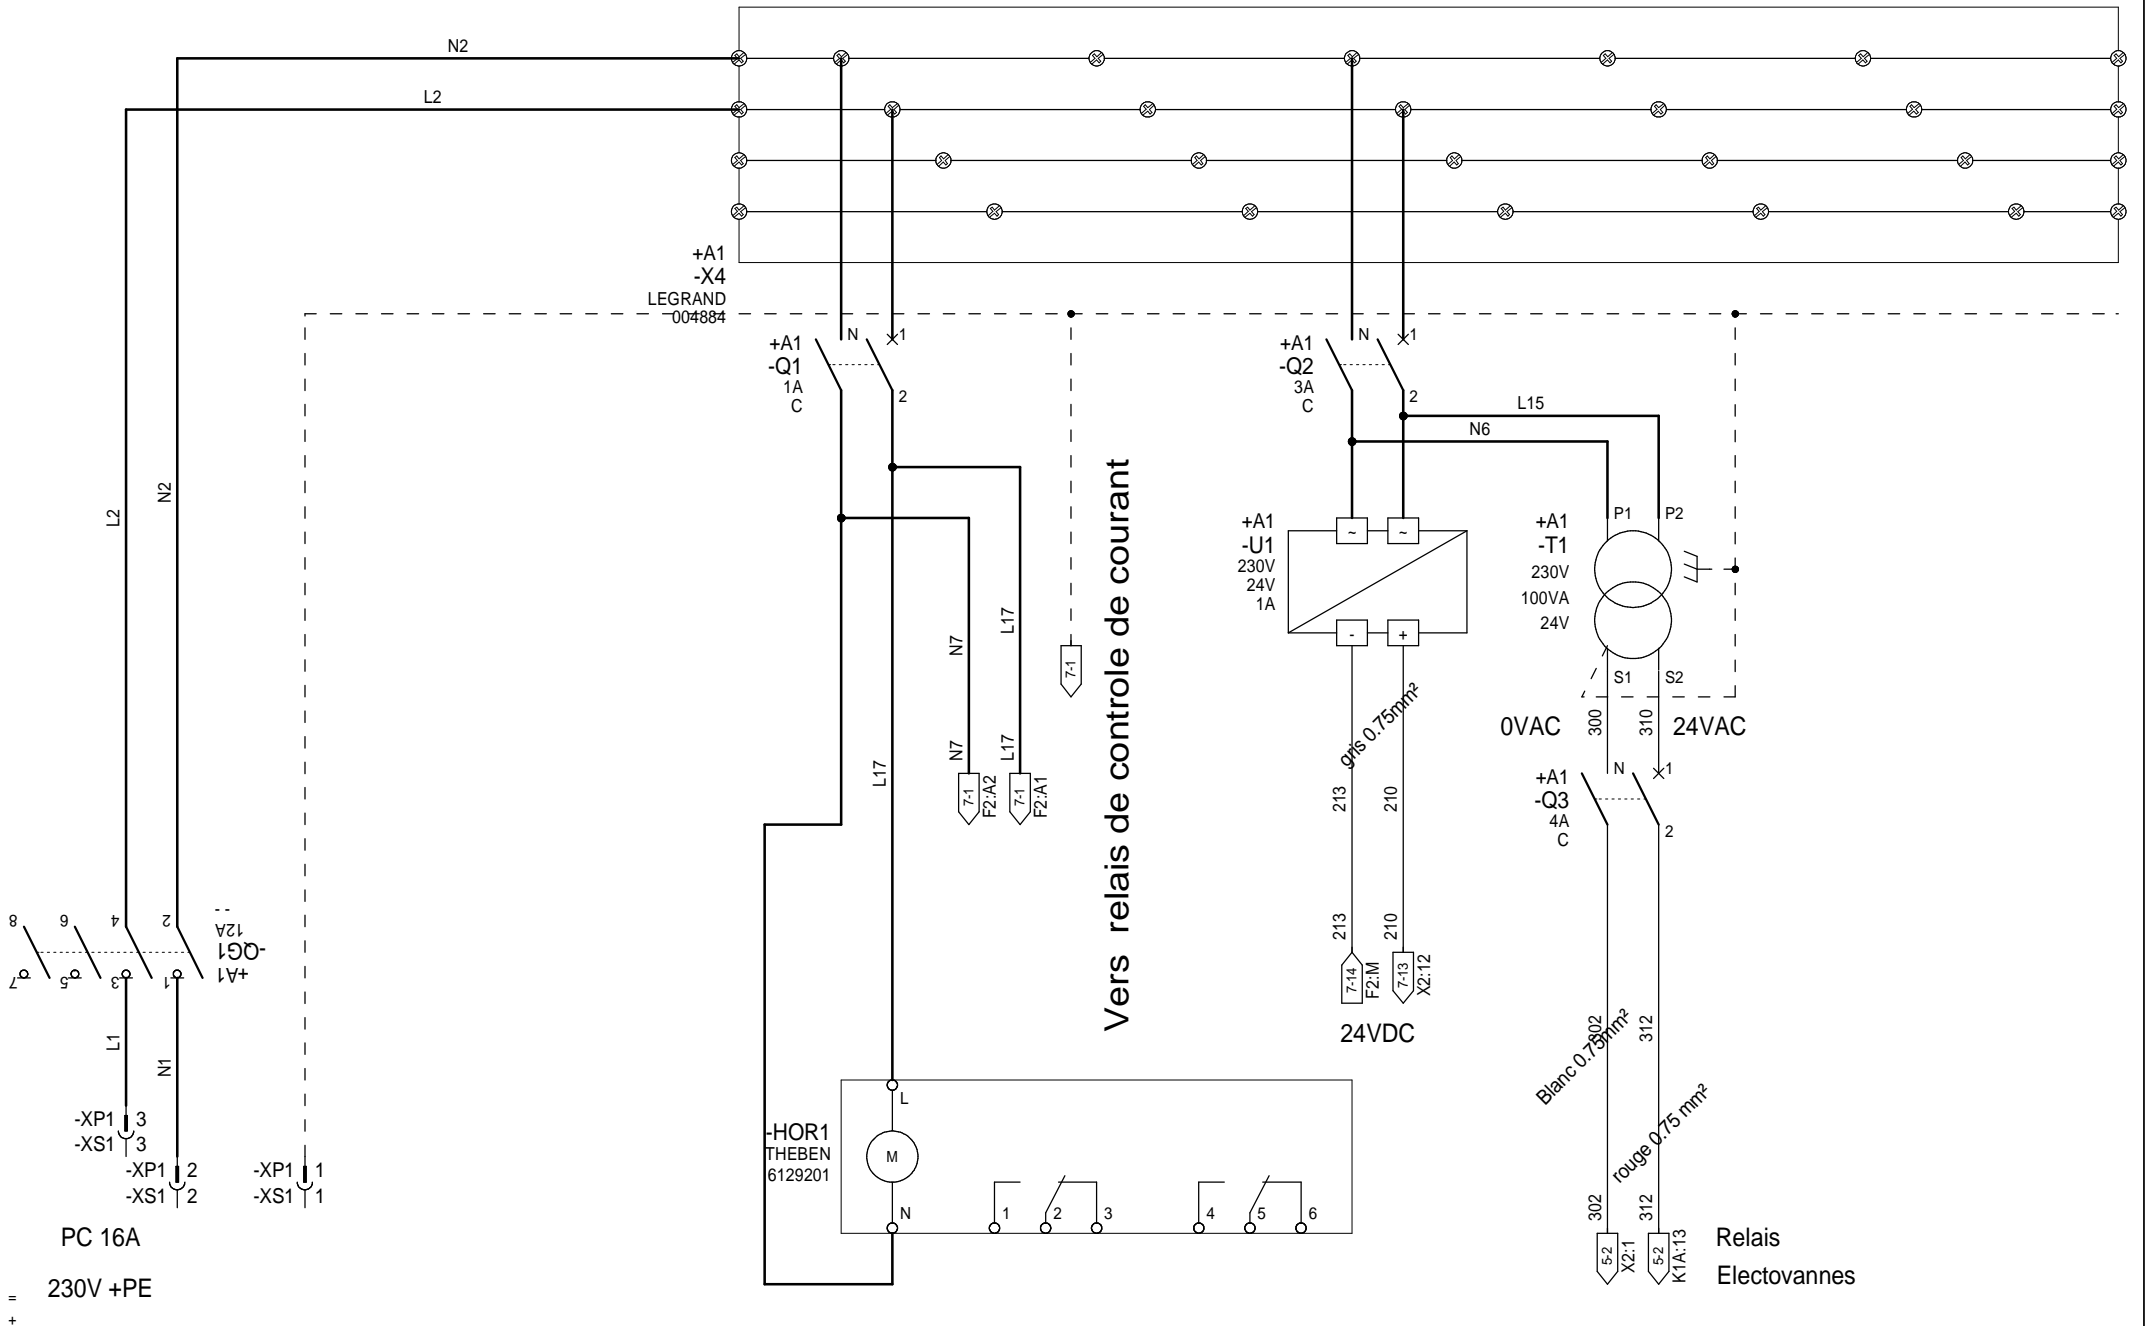 N2
L2
+A1
-X4
LEGRAND
004884
+A1
-Q1
1A
C
N
1
2
+A1
-Q2
3A
C
N
1
2
L15
N6
L2
N2
N7
L17
N7
L17
7-1
F2:A2
7-1
F2:A1
L17
7-1
Vers relais de controle de courant
+A1
-U1
230V
24V
1A
~
~
-
+
+A1
-T1
230V
100VA
24V
P1
P2
S1
S2
0VAC
300
310
24VAC
gris 0.75mm²
213
210
213
210
7-14
F2:M
7-13
X2:12
24VDC
+A1
-Q3
4A
C
N
1
2
302
312
Blanc 0.75mm²
rouge 0.75 mm²
302
312
5-2
X2:1
5-2
K1A:13
Relais
Electovannes
8
6
4
2
- -
12A
-QG1
+A1
7
5
3
1
L1
N1
-XP1 3
-XS1 3
-XP1 2
-XS1 2
-XP1 1
-XS1 1
PC 16A
230V +PE
-HOR1
THEBEN
6129201
L
M
N
1
2
3
4
5
6
=
+